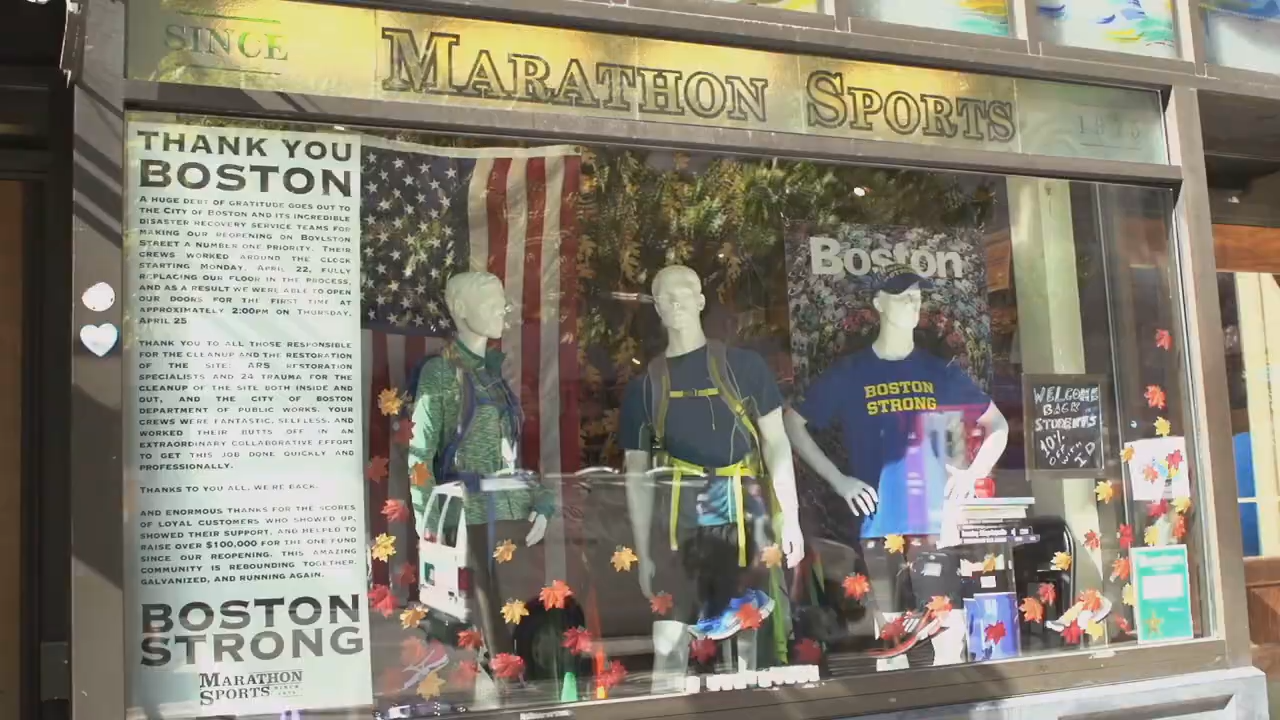 SINCE MARATHON SPORTS
THANK YOU
BOSTON
A HUGE DEBT OF GRATITUDE GOES OUT TO
THE CITY OF BOSTON AND ITS INCREDIBLE
DISASTER RECOVERY SERVICE TEAMS FOR
MAKING OUR REOPENING ON BOYLSTON
STREET A NUMBER ONE PRIORITY. THEIR
CREWS WORKED AROUND THE CLOCK
STARTING MONDAY, APRIL 22, FULLY
REPLACING OUR FLOOR IN THE PROCESS,
AND AS A RESULT WE WERE ABLE TO OPEN
OUR DOORS FOR THE FIRST TIME AT
APPROXIMATELY 2:00PM ON THURSDAY,
APRIL 25
THANK YOU TO ALL THOSE RESPONSIBLE
FOR THE CLEANUP AND THE RESTORATION
OF THE SITE: ARS RESTORATION
SPECIALISTS AND 24 TRAUMA FOR THE
CLEANUP OF THE SITE BOTH INSIDE AND
OUT, AND THE CITY OF BOSTON
DEPARTMENT OF PUBLIC WORKS. YOUR
CREWS WERE FANTASTIC, SELFLESS, AND
WORKED THEIR BUTTS OFF IN AN
EXTRAORDINARY COLLABORATIVE EFFORT
TO GET THIS JOB DONE QUICKLY AND
PROFESSIONALLY.
THANKS TO YOU ALL, WE'RE BACK.
AND ENORMOUS THANKS FOR THE SCORES
OF LOYAL CUSTOMERS WHO SHOWED UP,
SHOWED THEIR SUPPORT, AND HELPED TO
RAISE OVER $100,000 FOR THE ONE FUND
SINCE OUR REOPENING. THIS AMAZING
COMMUNITY IS REBOUNDING TOGETHER,
GALVANIZED, AND RUNNING AGAIN.
BOSTON
STRONG
MARATHON
SPORTS SINCE
Boston
BOSTON
STRONG
WELCOME
BACK
STUDENTS
10%
OFF WITH
I D